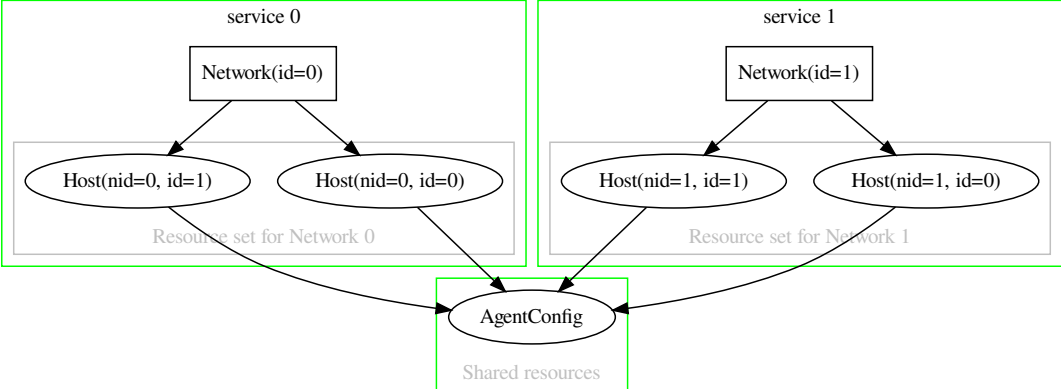 service 0
service 1
Network(id=0)
Network(id=1)
Host(nid=0, id=1)
Host(nid=0, id=0)
Host(nid=1, id=1)
Host(nid=1, id=0)
Resource set for Network 0
Resource set for Network 1
AgentConfig
Shared resources